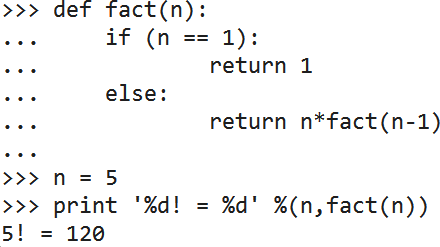 >>> def fact(n):
...     if (n == 1):
...             return 1
...     else:
...             return n*fact(n-1)
...
>>> n = 5
>>> print '%d! = %d' %(n,fact(n))
5! = 120